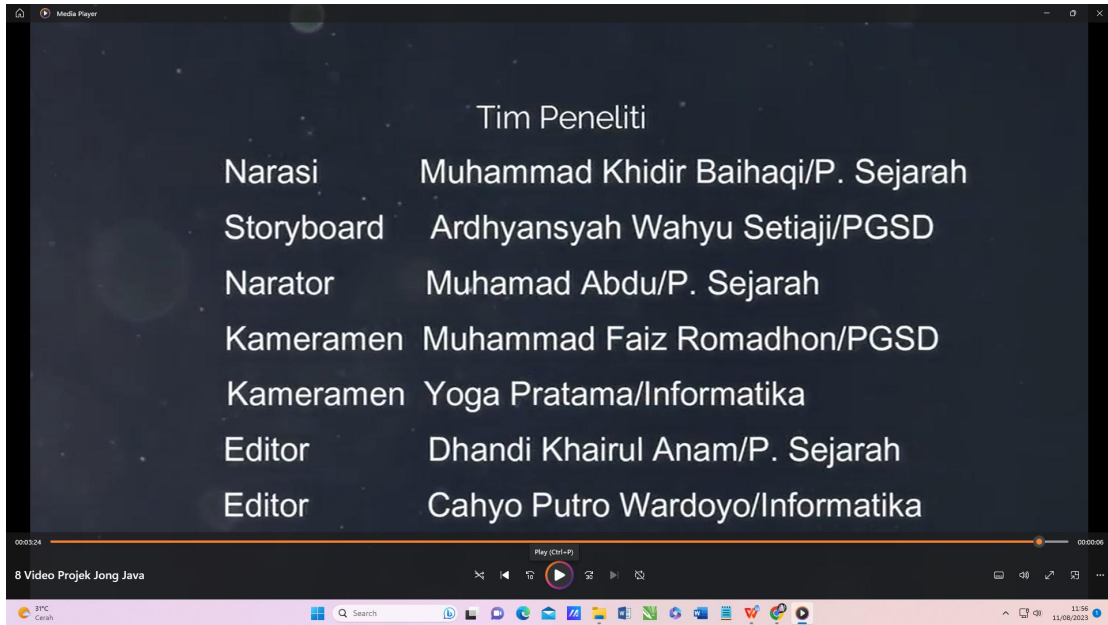 Media Player
Tim Peneliti
Narasi Muhammad Khidir Baihaqi/P. Sejarah
Storyboard Ardhyansyah Wahyu Setiaji/PGSD
Narator Muhamad Abdu/P. Sejarah
Kameramen Muhammad Faiz Romadhon/PGSD
Kameramen Yoga Pratama/Informatika
Editor Dhandi Khairul Anam/P. Sejarah
Editor Cahyo Putro Wardoyo/Informatika
00:03:24 00:00:06
Play (Ctrl+P)
8 Video Projek Jong Java
10 30
31°C
Cerah
Search
11:56
11/08/2023